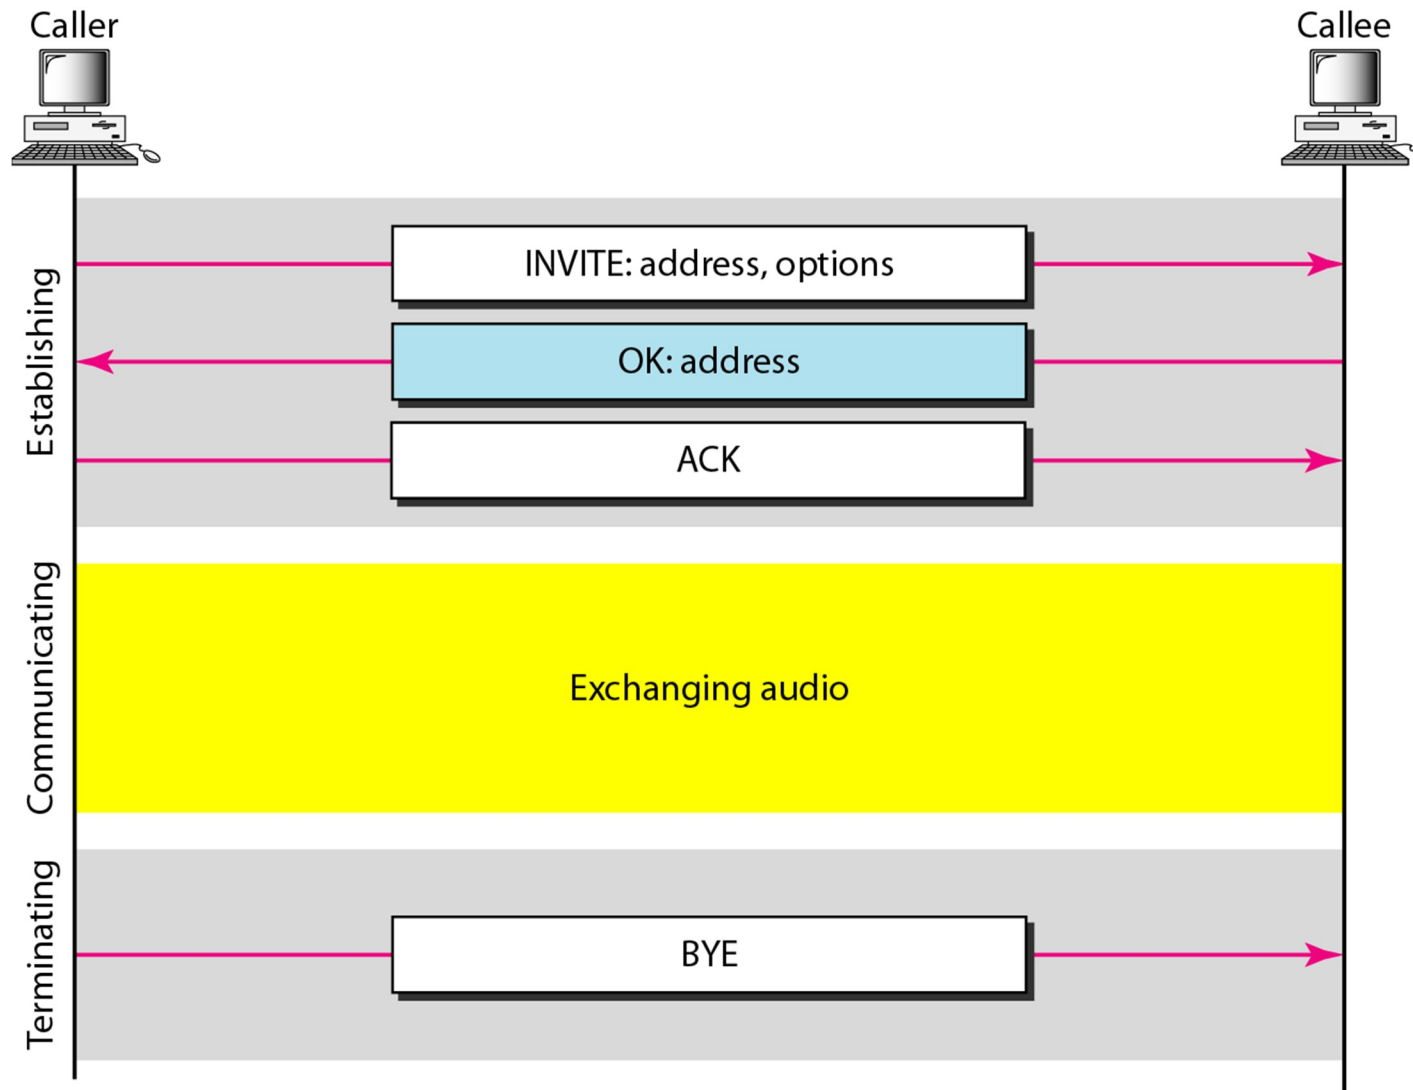 Caller
Callee
Establishing
INVITE: address, options
OK: address
ACK
Communicating
Exchanging audio
Terminating
BYE